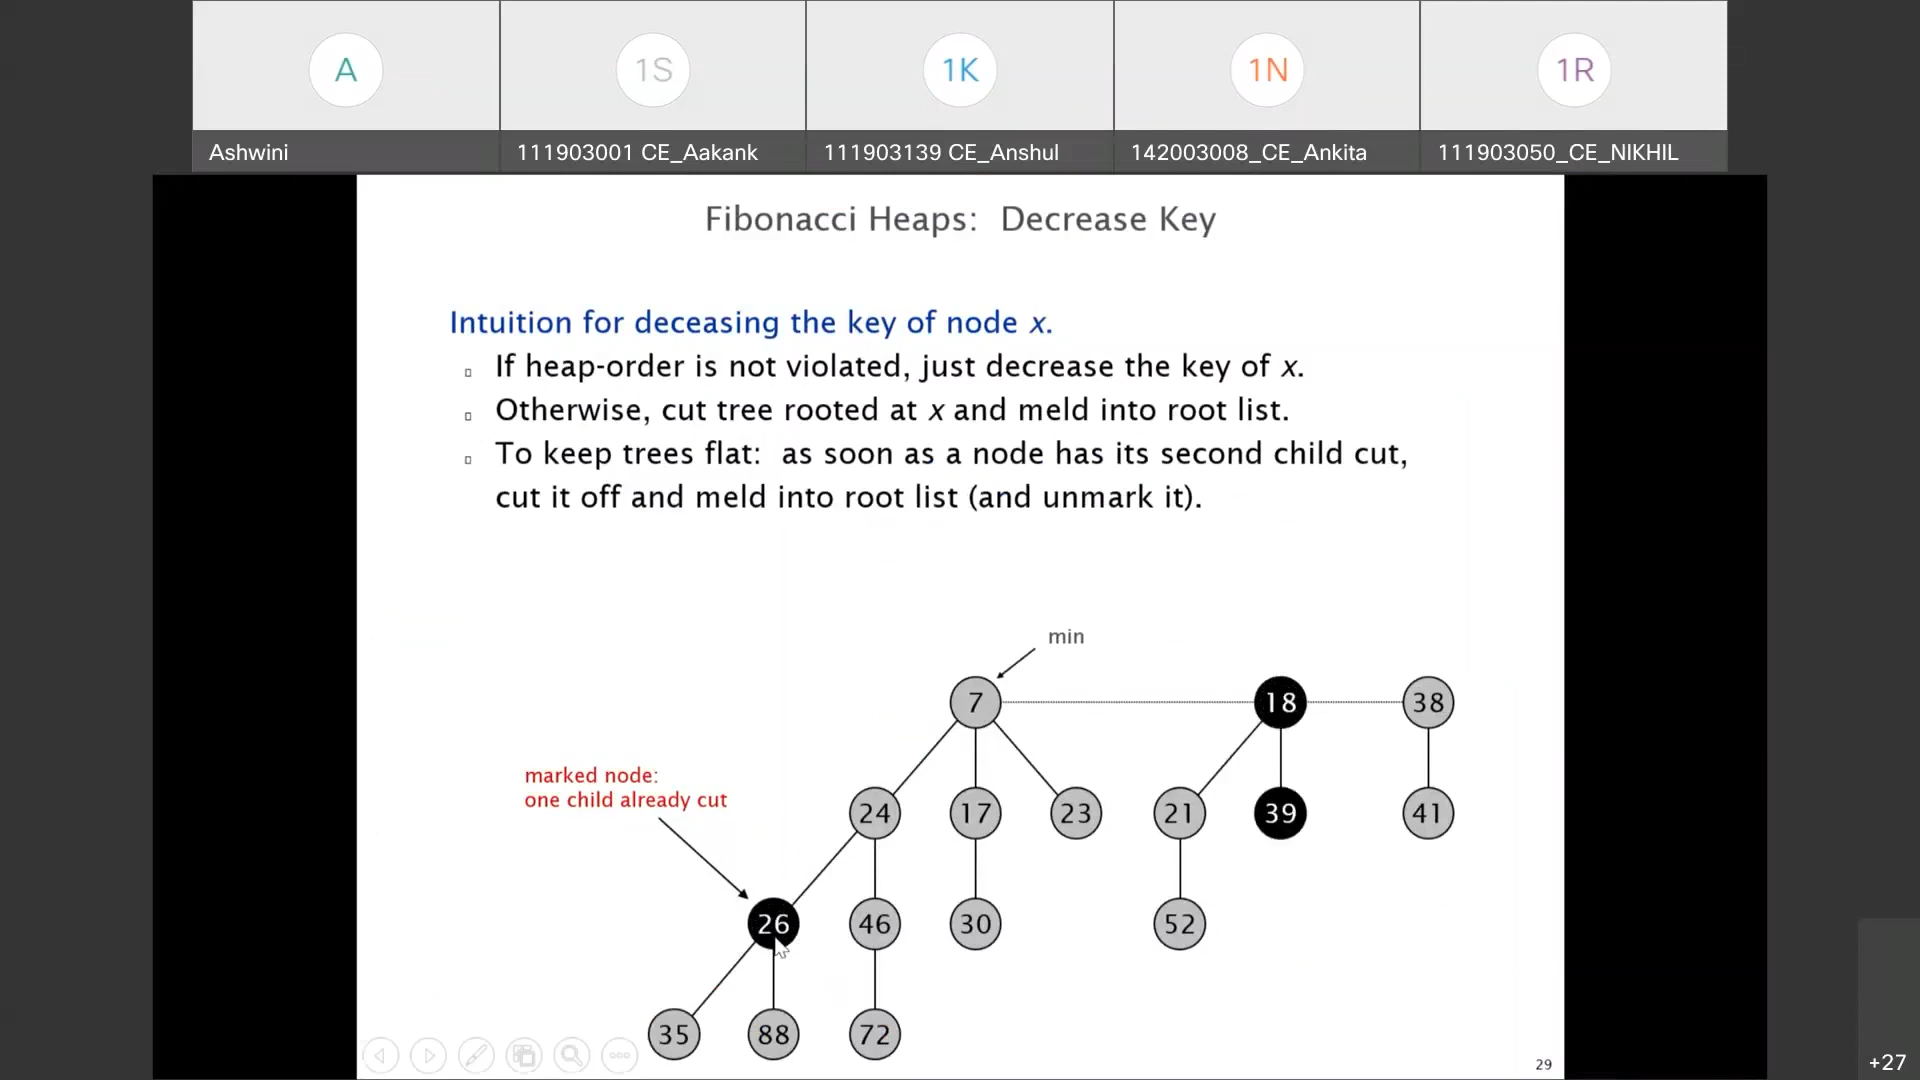 A
1S
1K
1N
1R
Ashwini
111903001 CE_Aakank
111903139 CE_Anshul
142003008_CE_Ankita
111903050_CE_NIKHIL
Fibonacci Heaps: Decrease Key
Intuition for deceasing the key of node x.
If heap-order is not violated, just decrease the key of x.
Otherwise, cut tree rooted at x and meld into root list.
To keep trees flat: as soon as a node has its second child cut,
cut it off and meld into root list (and unmark it).
min
7 18 38
marked node:
one child already cut
24 17 23 21 39 41
26 46 30 52
35 88 72
29
+27